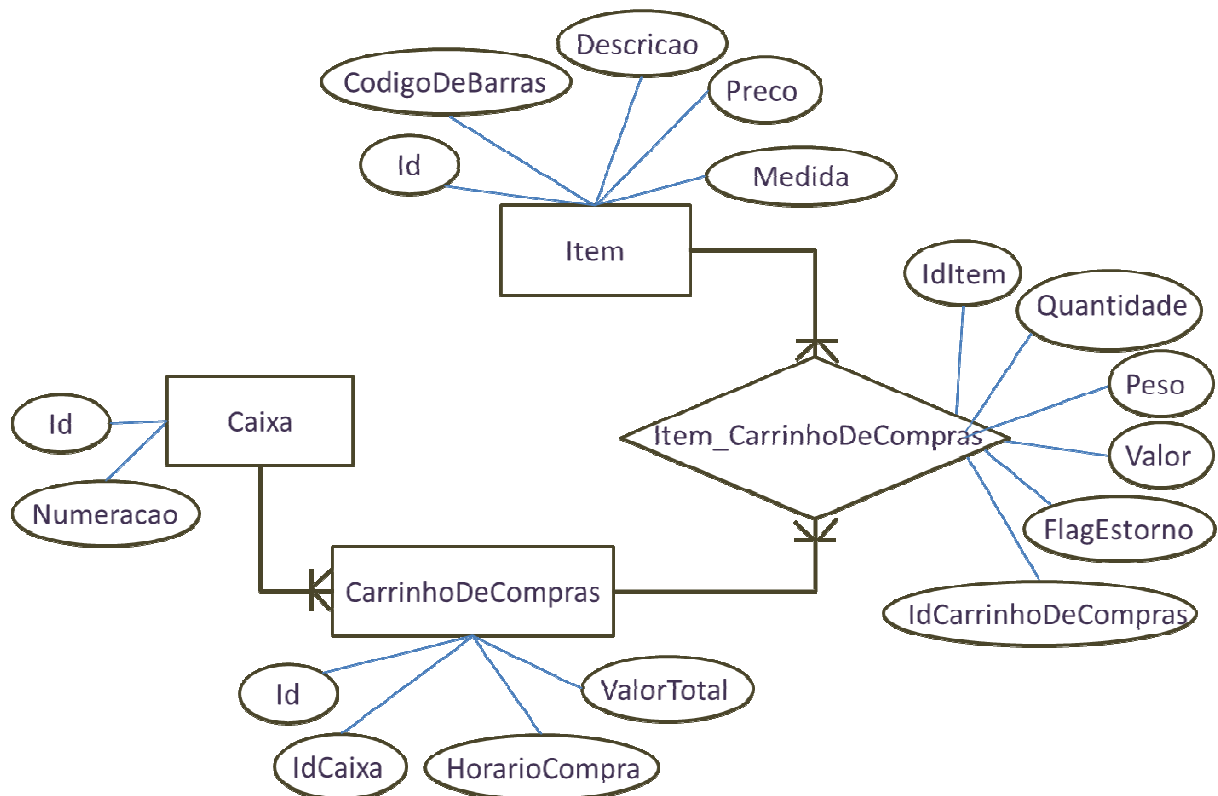 Descricao
CodigoDeBarras
Preco
Id
Medida
Item
IdItem
Quantidade
Peso
Item_CarrinhoDeCompras
Valor
FlagEstorno
IdCarrinhoDeCompras
Id
Caixa
Numeracao
CarrinhoDeCompras
Id
ValorTotal
IdCaixa
HorarioCompra